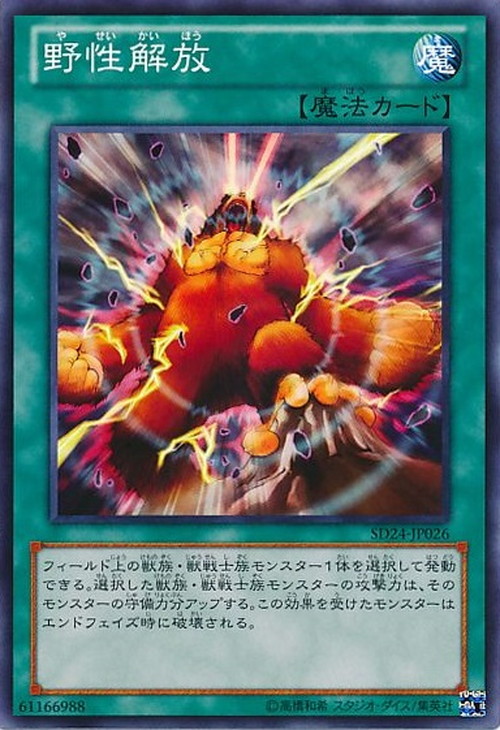 野性解放
魔
【魔法カード】
SD24-JP026
フィールド上の獣族・獣戦士族モンスター1体を選択して発動
できる。選択した獣族・獣戦士族モンスターの攻撃力は、その
モンスターの守備力分アップする。この効果を受けたモンスターは
エンドフェイズ時に破壊される。
61166988
©高橋和希 スタジオ・ダイス/集英社